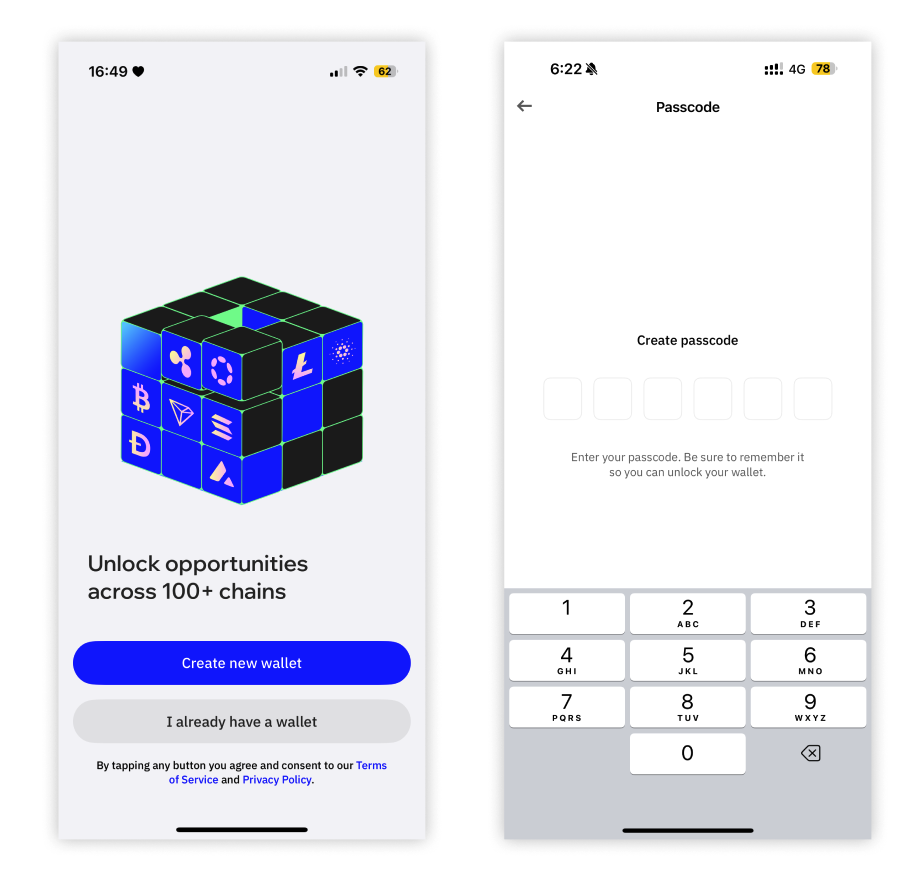 16:49
62
Unlock opportunities
across 100+ chains
Create new wallet
I already have a wallet
By tapping any button you agree and consent to our Terms
of Service and Privacy Policy.
6:22
4G 78
Passcode
Create passcode
Enter your passcode. Be sure to remember it
so you can unlock your wallet.
1
2
ABC
3
DEF
4
GHI
5
JKL
6
MNO
7
PQRS
8
TUV
9
WXYZ
0